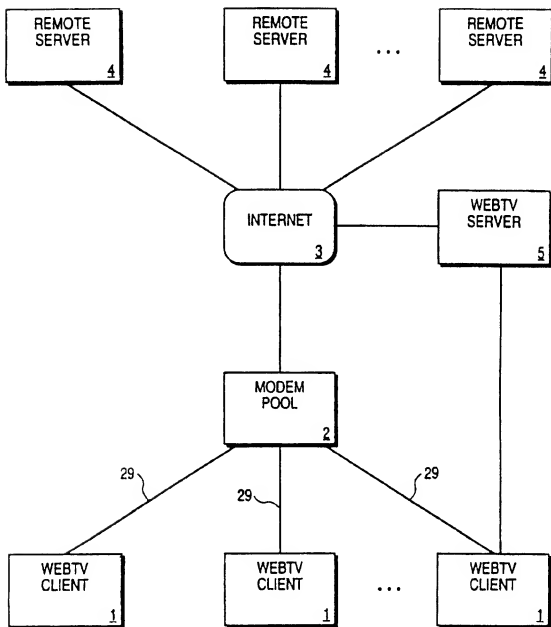 REMOTE
SERVER
4
REMOTE
SERVER
4
...
REMOTE
SERVER
4
INTERNET
3
WEBTV
SERVER
5
MODEM
POOL
2
29
29
29
WEBTV
CLIENT
1
WEBTV
CLIENT
1
...
WEBTV
CLIENT
1